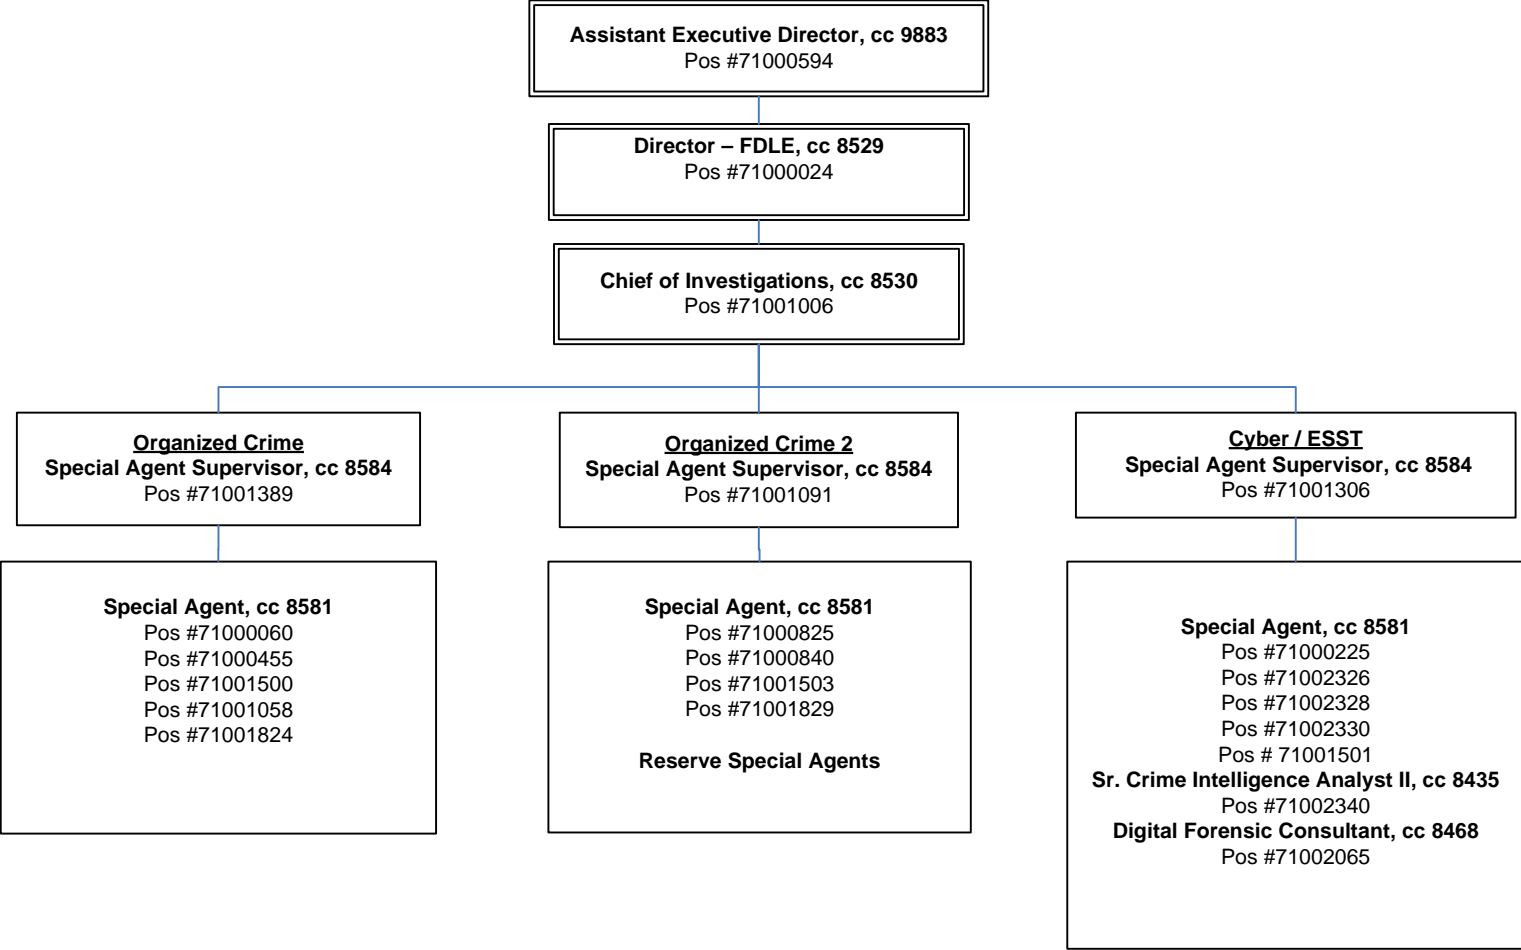 Assistant Executive Director, cc 9883
Pos #71000594
Director – FDLE, cc 8529
Pos #71000024
Chief of Investigations, cc 8530
Pos #71001006
Organized Crime
Special Agent Supervisor, cc 8584
Pos #71001389
Organized Crime 2
Special Agent Supervisor, cc 8584
Pos #71001091
Cyber / ESST
Special Agent Supervisor, cc 8584
Pos #71001306
Special Agent, cc 8581
Pos #71000060
Pos #71000455
Pos #71001500
Pos #71001058
Pos #71001824
Special Agent, cc 8581
Pos #71000825
Pos #71000840
Pos #71001503
Pos #71001829
Reserve Special Agents
Special Agent, cc 8581
Pos #71000225
Pos #71002326
Pos #71002328
Pos #71002330
Pos # 71001501
Sr. Crime Intelligence Analyst II, cc 8435
Pos #71002340
Digital Forensic Consultant, cc 8468
Pos #71002065